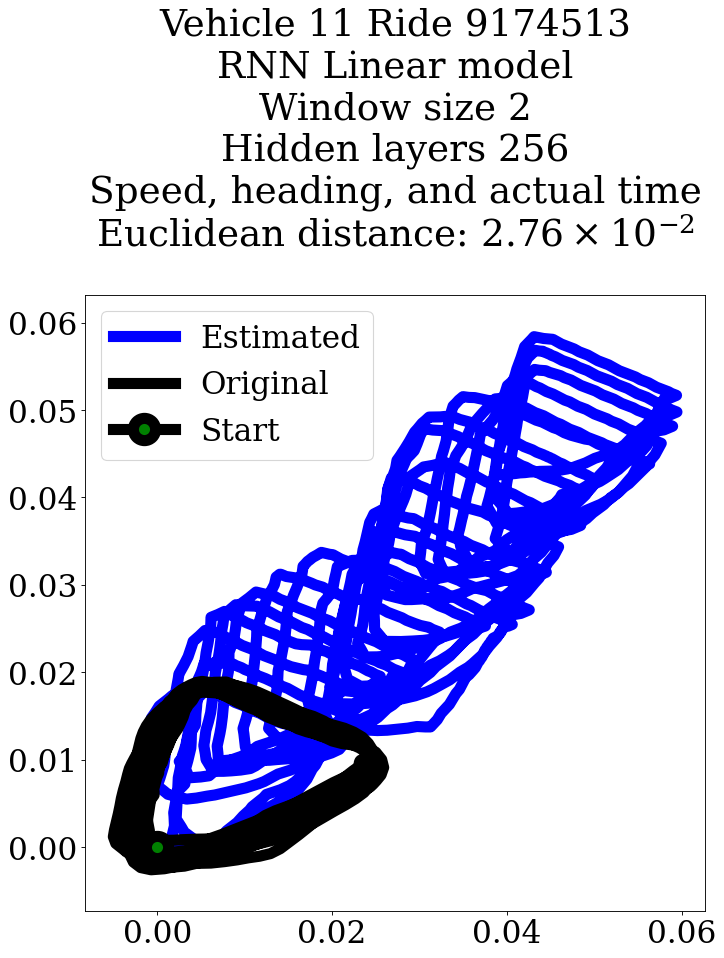 Vehicle 11 Ride 9174513
RNN Linear model
Window size 2
Hidden layers 256
Speed, heading, and actual time
Euclidean distance: 2.76 × 10⁻²
Estimated
Original
Start
0.06
0.05
0.04
0.03
0.02
0.01
0.00
0.00 0.02 0.04 0.06